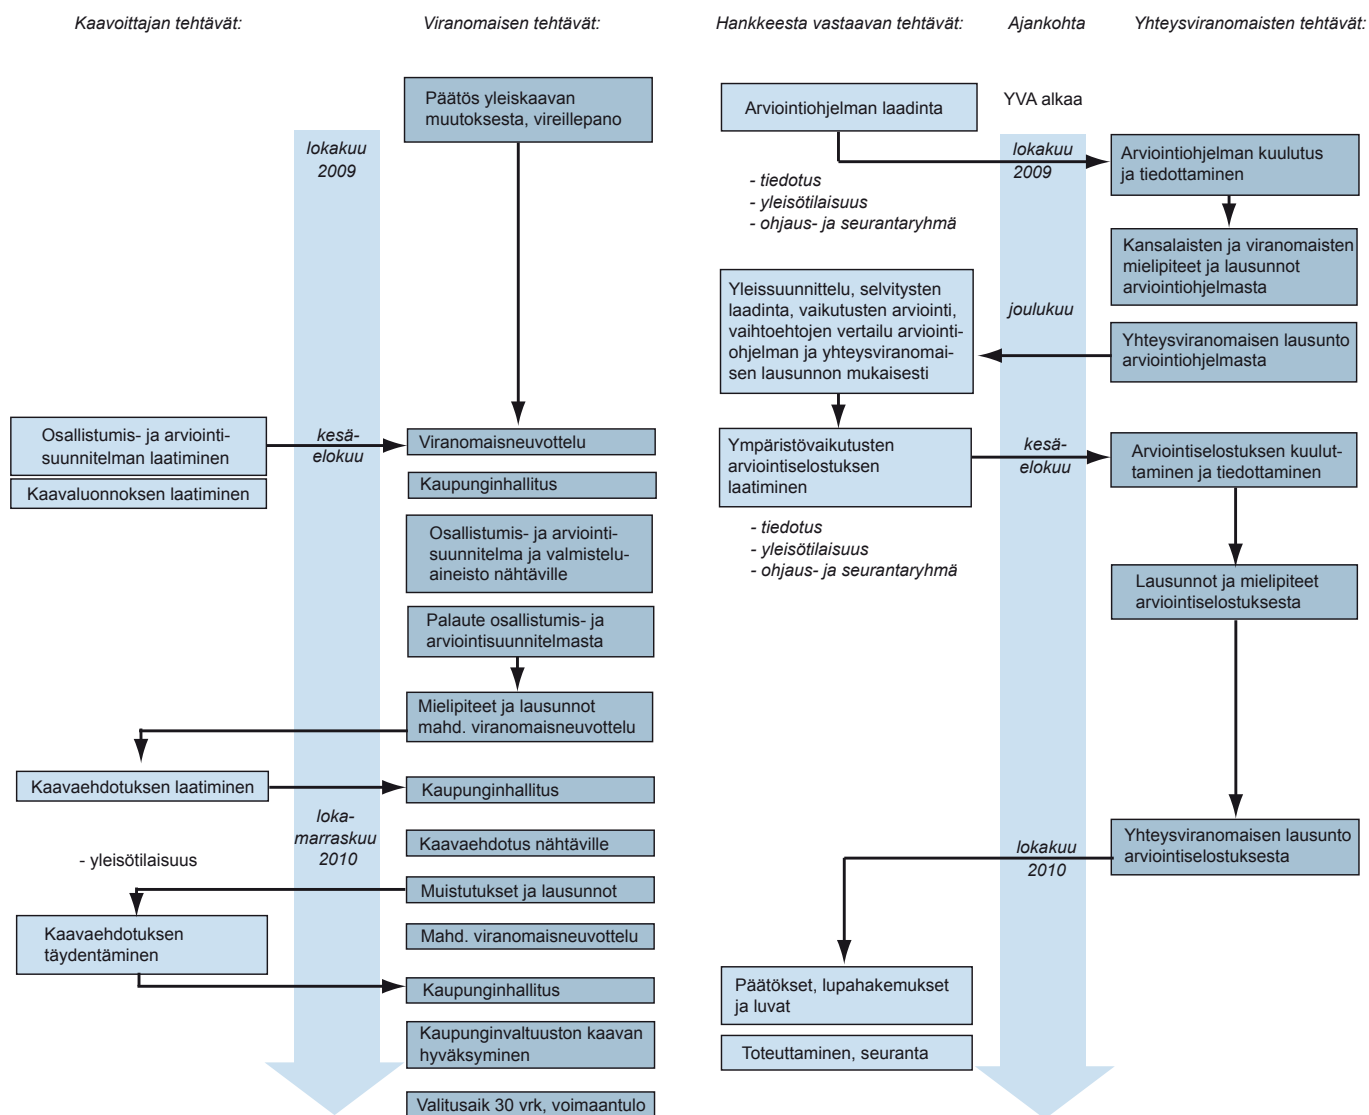 Kaavoittajan tehtävät:
Viranomaisen tehtävät:
Hankkeesta vastaavan tehtävät:
Ajankohta
Yhteysviranomaisten tehtävät:
Päätös yleiskaavan
muutoksesta, vireillepano
lokakuu
2009
Osallistumis- ja arviointi-
suunnitelman laatiminen
Kaavaluonnoksen laatiminen
kesä-
elokuu
Viranomaisneuvottelu
Kaupunginhallitus
Osallistumis- ja arviointi-
suunnitelma ja valmistelu-
aineisto nähtäville
Palaute osallistumis- ja
arviointisuunnitelmasta
Mielipiteet ja lausunnot
mahd. viranomaisneuvottelu
Kaavaehdotuksen laatiminen
Kaupunginhallitus
loka-
marraskuu
2010
Kaavaehdotus nähtäville
- yleisötilaisuus
Muistutukset ja lausunnot
Kaavaehdotuksen
täydentäminen
Mahd. viranomaisneuvottelu
Kaupunginhallitus
Kaupunginvaltuuston kaavan
hyväksyminen
Valitusaik 30 vrk, voimaantulo
Arviointiohjelman laadinta
YVA alkaa
lokakuu
2009
Arviointiohjelman kuulutus
ja tiedottaminen
- tiedotus
- yleisötilaisuus
- ohjaus- ja seurantaryhmä
Kansalaisten ja viranomaisten
mielipiteet ja lausunnot
arviointiohjelmasta
Yleissuunnittelu, selvitysten
laadinta, vaikutusten arviointi,
vaihtoehtojen vertailu arviointi-
ohjelman ja yhteysviranomai-
sen lausunnon mukaisesti
joulukuu
Yhteysviranomaisen lausunto
arviointiohjelmasta
Ympäristövaikutusten
arviointiselostuksen
laatiminen
kesä-
elokuu
Arviointiselostuksen kuulut-
taminen ja tiedottaminen
- tiedotus
- yleisötilaisuus
- ohjaus- ja seurantaryhmä
Lausunnot ja mielipiteet
arviointiselostuksesta
lokakuu
2010
Yhteysviranomaisen lausunto
arviointiselostuksesta
Päätökset, lupahakemukset
ja luvat
Toteuttaminen, seuranta